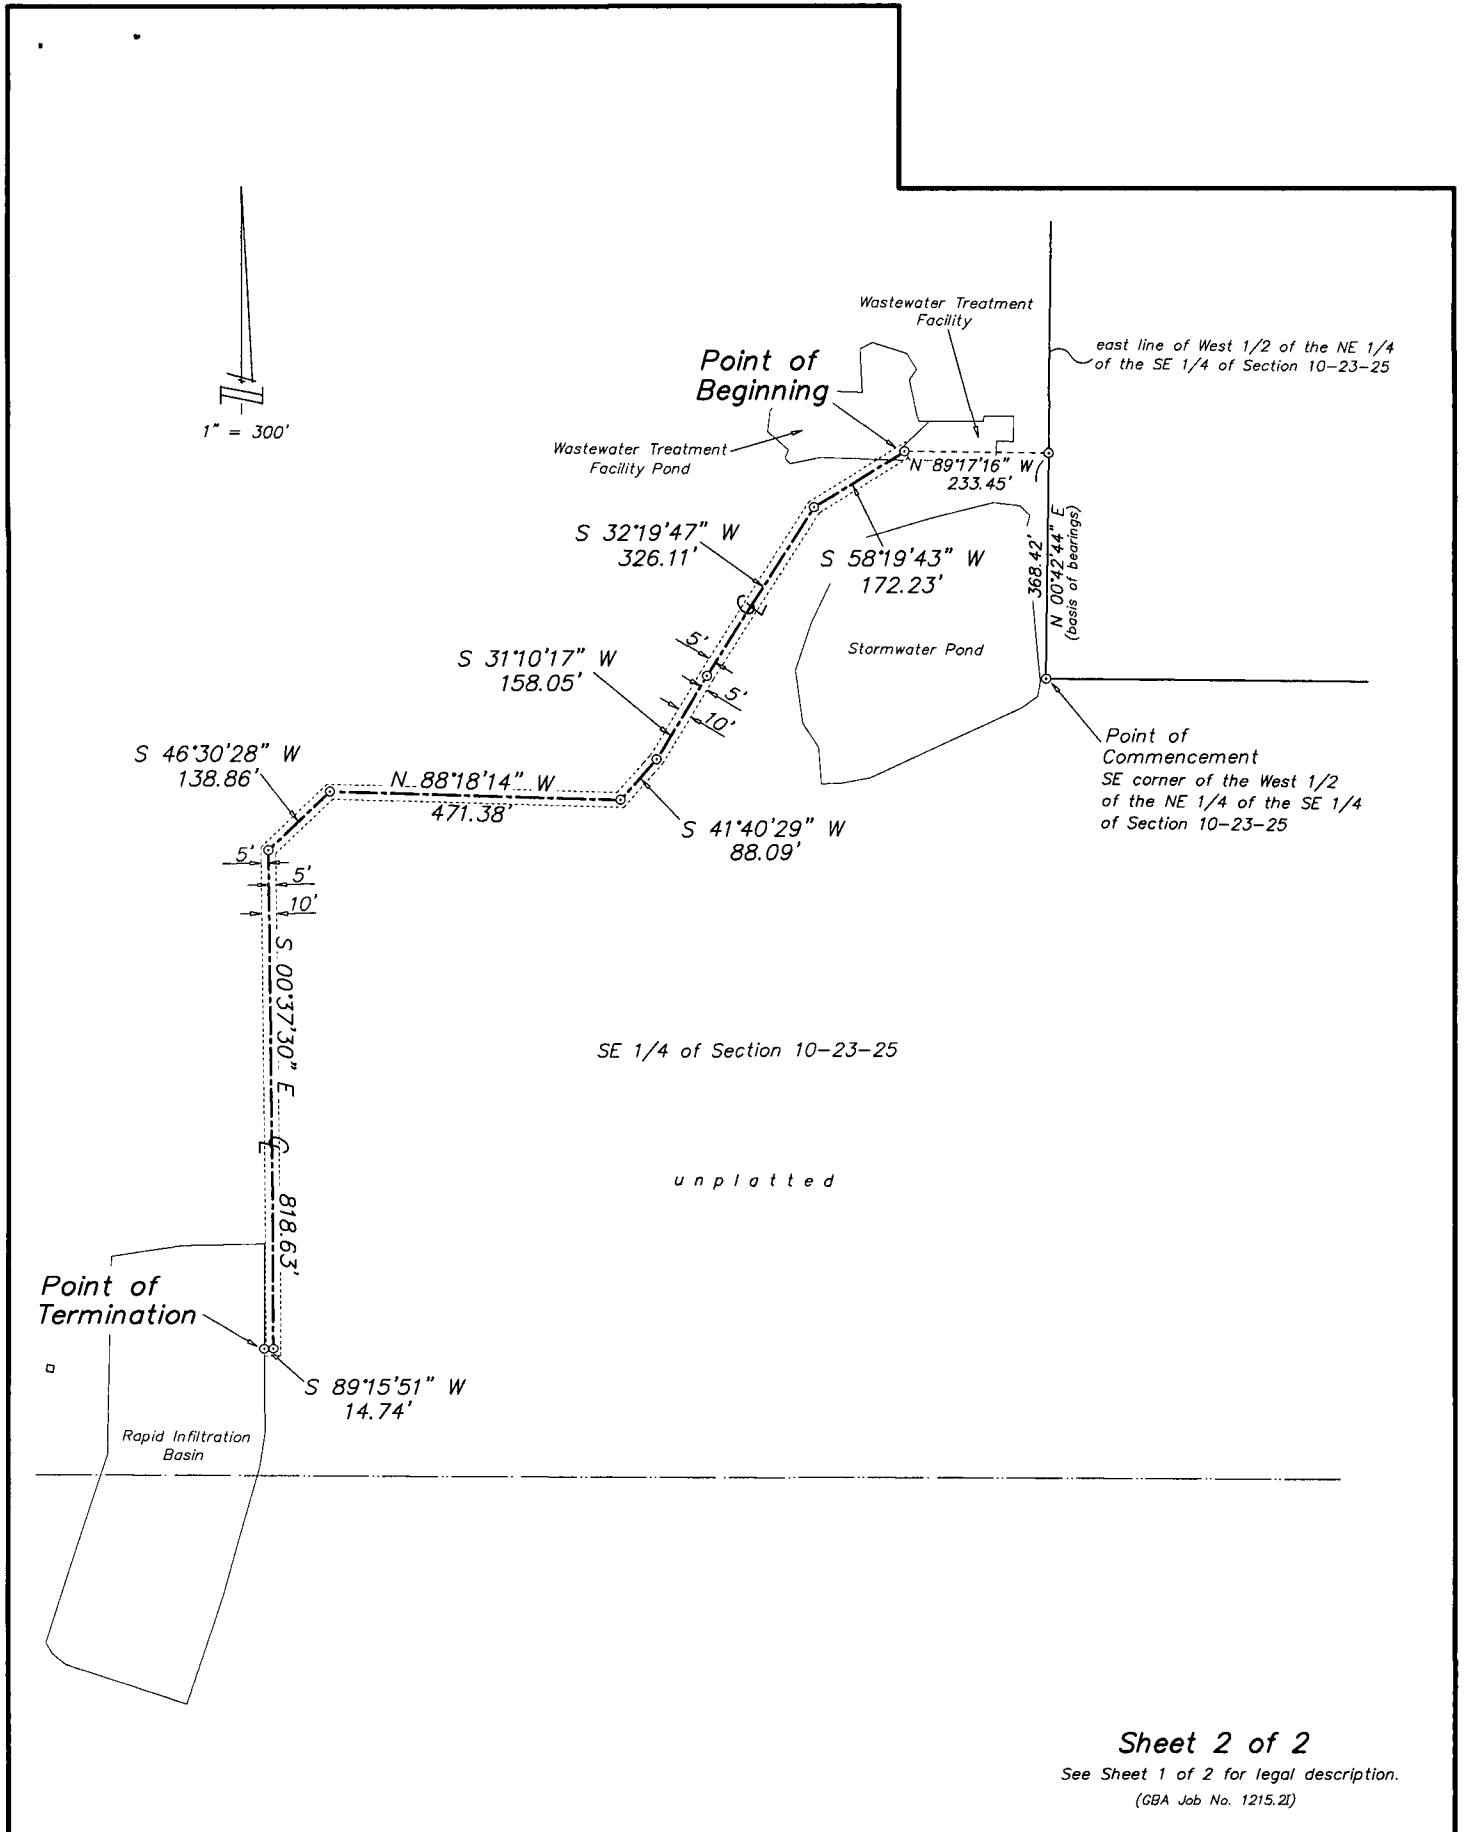 1" = 300'
Wastewater Treatment
Facility
east line of West 1/2 of the NE 1/4
of the SE 1/4 of Section 10-23-25
Point of
Beginning
Wastewater Treatment
Facility Pond
N 89°17'16" W
233.45'
S 32°19'47" W
326.11'
S 58°19'43" W
172.23'
368.42'
N 00°42'44" E
(basis of bearings)
Stormwater Pond
5'
5'
10'
S 31°10'17" W
158.05'
Point of
Commencement
SE corner of the West 1/2
of the NE 1/4 of the SE 1/4
of Section 10-23-25
S 46°30'28" W
138.86'
N 88°18'14" W
471.38'
S 41°40'29" W
88.09'
5'
5'
10'
S 00°37'30" E
818.63'
SE 1/4 of Section 10-23-25
unplatted
Point of
Termination
S 89°15'51" W
14.74'
Rapid Infiltration
Basin
Sheet 2 of 2
See Sheet 1 of 2 for legal description.
(GBA Job No. 1215.2I)